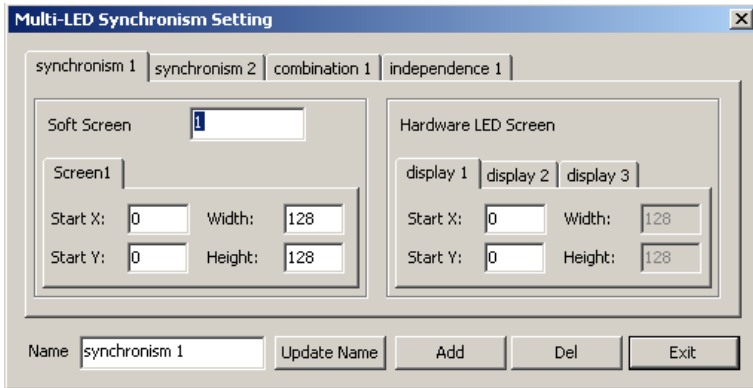 Multi-LED Synchronism Setting
synchronism 1 synchronism 2 combination 1 independence 1
Soft Screen 1
Screen1
Start X: 0 Width: 128
Start Y: 0 Height: 128
Hardware LED Screen
display 1 display 2 display 3
Start X: 0 Width: 128
Start Y: 0 Height: 128
Name synchronism 1 Update Name Add Del Exit